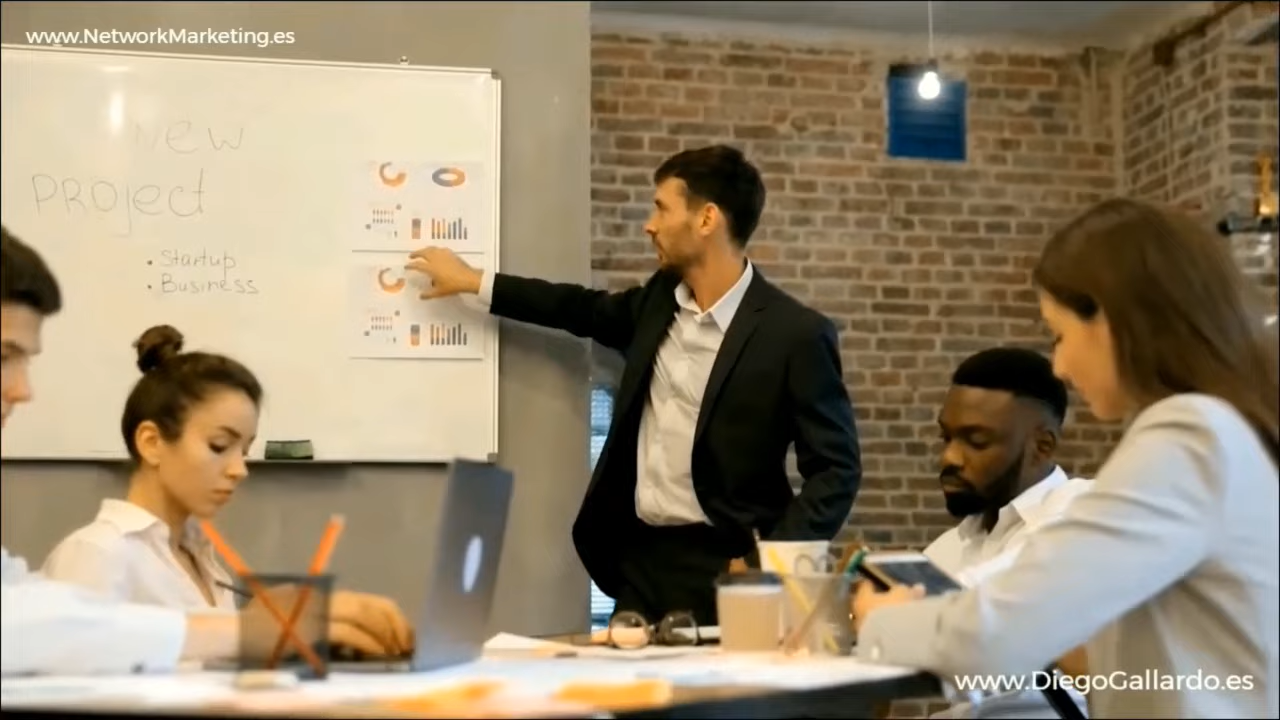 www.NetworkMarketing.es
New
PROject
• Startup
• Business
www.DiegoGallardo.es